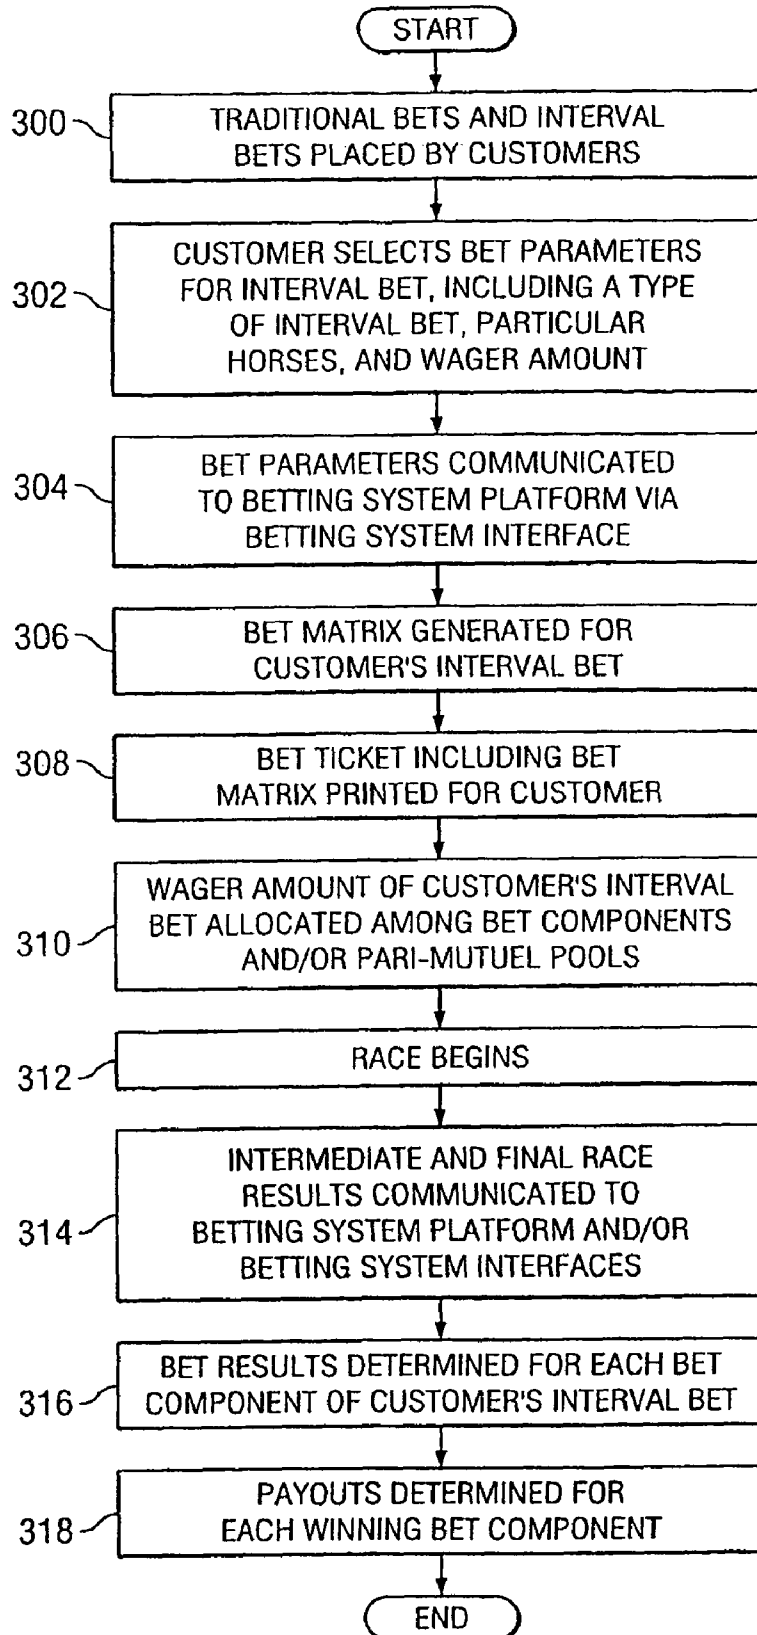 START
300
TRADITIONAL BETS AND INTERVAL
BETS PLACED BY CUSTOMERS
302
CUSTOMER SELECTS BET PARAMETERS
FOR INTERVAL BET, INCLUDING A TYPE
OF INTERVAL BET, PARTICULAR
HORSES, AND WAGER AMOUNT
304
BET PARAMETERS COMMUNICATED
TO BETTING SYSTEM PLATFORM VIA
BETTING SYSTEM INTERFACE
306
BET MATRIX GENERATED FOR
CUSTOMER'S INTERVAL BET
308
BET TICKET INCLUDING BET
MATRIX PRINTED FOR CUSTOMER
310
WAGER AMOUNT OF CUSTOMER'S INTERVAL
BET ALLOCATED AMONG BET COMPONENTS
AND/OR PARI-MUTUEL POOLS
312
RACE BEGINS
314
INTERMEDIATE AND FINAL RACE
RESULTS COMMUNICATED TO
BETTING SYSTEM PLATFORM AND/OR
BETTING SYSTEM INTERFACES
316
BET RESULTS DETERMINED FOR EACH BET
COMPONENT OF CUSTOMER'S INTERVAL BET
318
PAYOUTS DETERMINED FOR
EACH WINNING BET COMPONENT
END